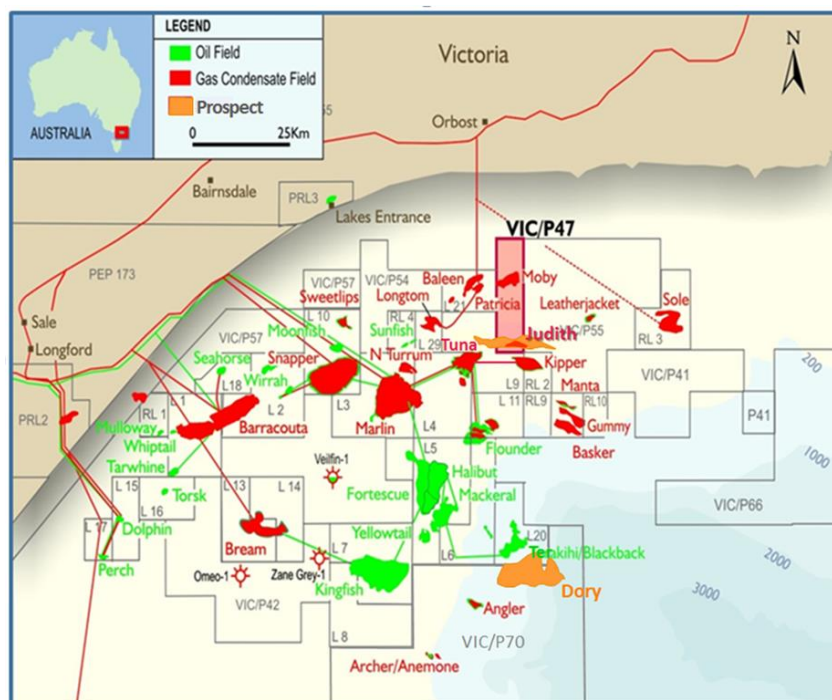 LEGEND
Oil Field
Gas Condensate Field
Prospect
0 25Km
AUSTRALIA
Victoria
N
Orbost
Bairnsdale
PRL3
Lakes Entrance
VIC/P47
PEP 173
VIC/P57
VIC/P54
Baleen
Moby
Sweetlips
Longtom
L21
Patricia
Leatherjacket
Sole
Sale
L 10
RL 4
VIC/P55
RL 3
VIC/P57
Moonfish
Sunfish
L 29
Judith
Longford
Tuna
200
Seahorse
Snapper
N Turrum
Kipper
VIC/P41
L18
Wirrah
L9
RL 2
Manta
PRL2
RL 1
L 1
L 2
L3
L 11
RL9
RL10
P41
Mulloway
Barracouta
Marlin
L4
Gummy
Whiptail
L5
Flounder
Basker
1000
Tarwhine
Veilfin-1
Halibut
L 15
Torsk
L13
L 14
Fortescue
Mackeral
VIC/P66
L 16
L 17
Dolphin
Yellowtail
L20
Bream
L 7
L6
Terakihi/Blackback
2000
Perch
Omeo-1
Zane Grey-1
Kingfish
Dory
3000
VIC/P42
Angler
L 8
VIC/P70
Archer/Anemone